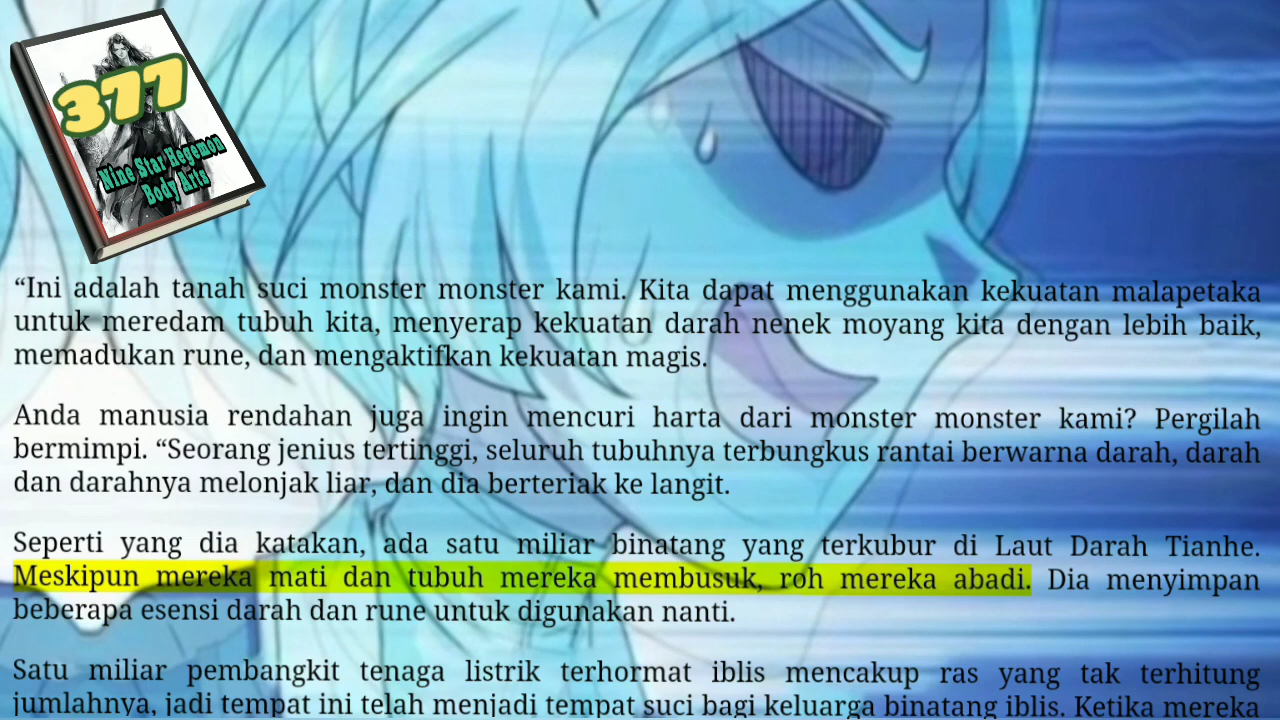 377
Nine Star Hegemon
Body Arts
“Ini adalah tanah suci monster monster kami. Kita dapat menggunakan kekuatan malapetaka
untuk meredam tubuh kita, menyerap kekuatan darah nenek moyang kita dengan lebih baik,
memadukan rune, dan mengaktifkan kekuatan magis.
Anda manusia rendahan juga ingin mencuri harta dari monster monster kami? Pergilah
bermimpi. “Seorang jenius tertinggi, seluruh tubuhnya terbungkus rantai berwarna darah, darah
dan darahnya melonjak liar, dan dia berteriak ke langit.
Seperti yang dia katakan, ada satu miliar binatang yang terkubur di Laut Darah Tianhe.
Meskipun mereka mati dan tubuh mereka membusuk, roh mereka abadi. Dia menyimpan
beberapa esensi darah dan rune untuk digunakan nanti.
Satu miliar pembangkit tenaga listrik terhormat iblis mencakup ras yang tak terhitung
jumlahnya, jadi tempat ini telah menjadi tempat suci bagi keluarga binatang iblis. Ketika mereka